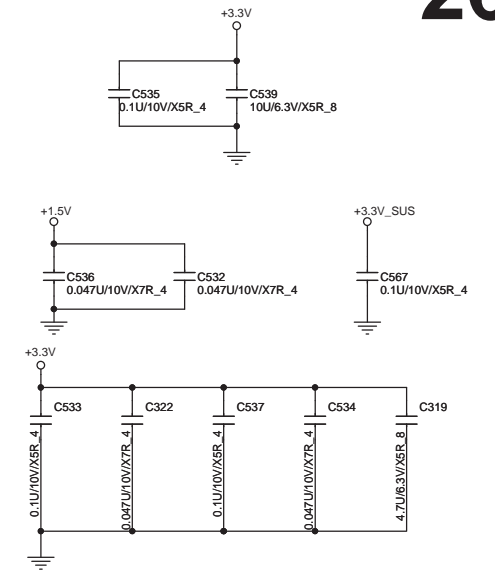 +3.3V
C535
0.1U/10V/X5R_4
C539
10U/6.3V/X5R_8
+1.5V
C536
0.047U/10V/X7R_4
C532
0.047U/10V/X7R_4
+3.3V_SUS
C567
0.1U/10V/X5R_4
+3.3V
C533
0.1U/10V/X5R_4
C322
0.047U/10V/X7R_4
C537
0.1U/10V/X5R_4
C534
0.047U/10V/X7R_4
C319
4.7U/6.3V/X5R_8